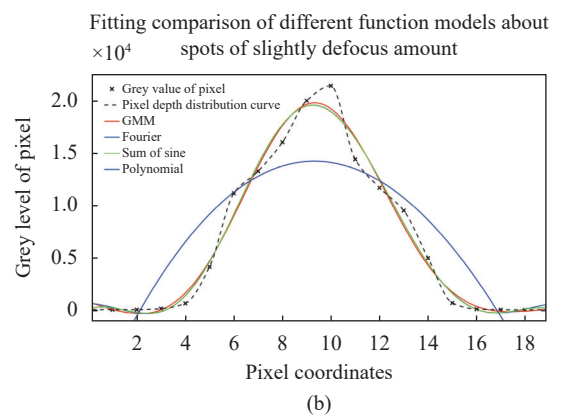 Fitting comparison of different function models about
×10⁴ spots of slightly defocus amount
Grey value of pixel
Pixel depth distribution curve
GMM
Fourier
Sum of sine
Polynomial
2.0
1.5
1.0
0.5
0
Grey level of pixel
2 4 6 8 10 12 14 16 18
Pixel coordinates
(b)